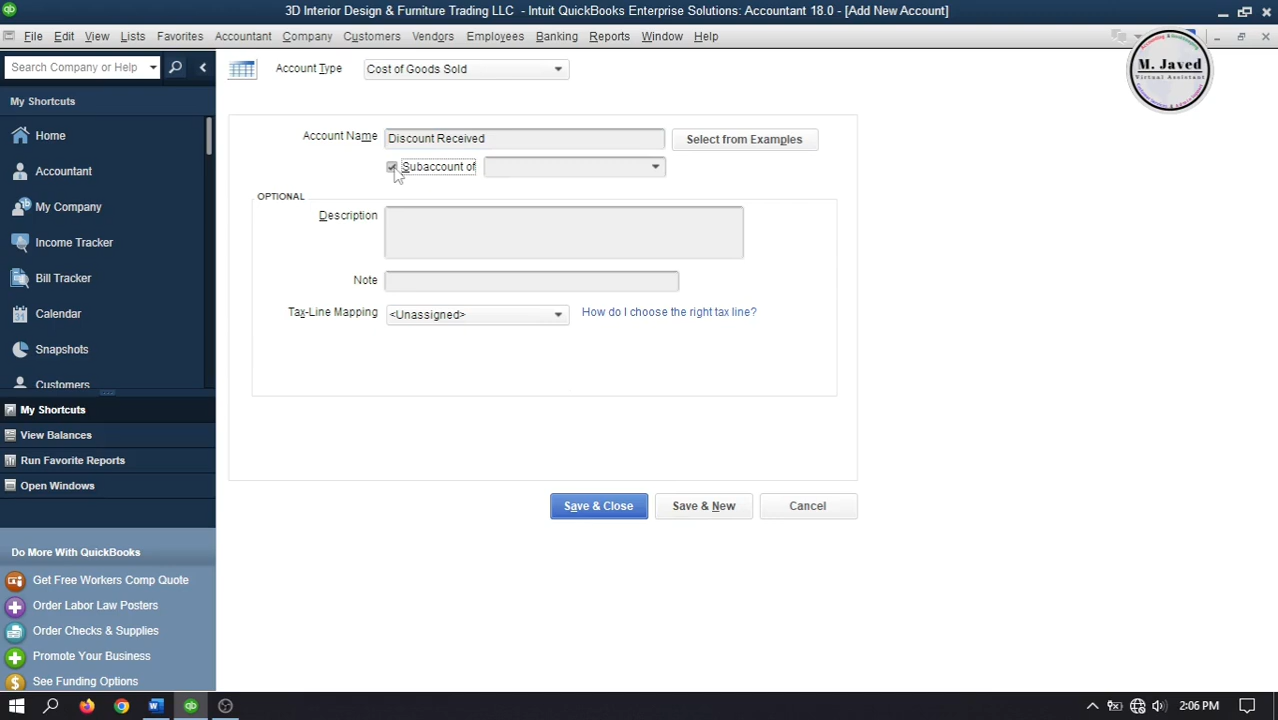 3D Interior Design & Furniture Trading LLC - Intuit QuickBooks Enterprise Solutions: Accountant 18.0 - [Add New Account]
File Edit View Lists Favorites Accountant Company Customers Vendors Employees Banking Reports Window Help
Search Company or Help
Account Type Cost of Goods Sold
M. Javed
Virtual Assistant
My Shortcuts
Home
Accountant
My Company
Income Tracker
Bill Tracker
Calendar
Snapshots
Customers
My Shortcuts
View Balances
Run Favorite Reports
Open Windows
Do More With QuickBooks
Get Free Workers Comp Quote
Order Labor Law Posters
Order Checks & Supplies
Promote Your Business
See Funding Options
Account Name Discount Received Select from Examples
Subaccount of
OPTIONAL
Description
Note
Tax-Line Mapping <Unassigned> How do I choose the right tax line?
Save & Close Save & New Cancel
2:06 PM